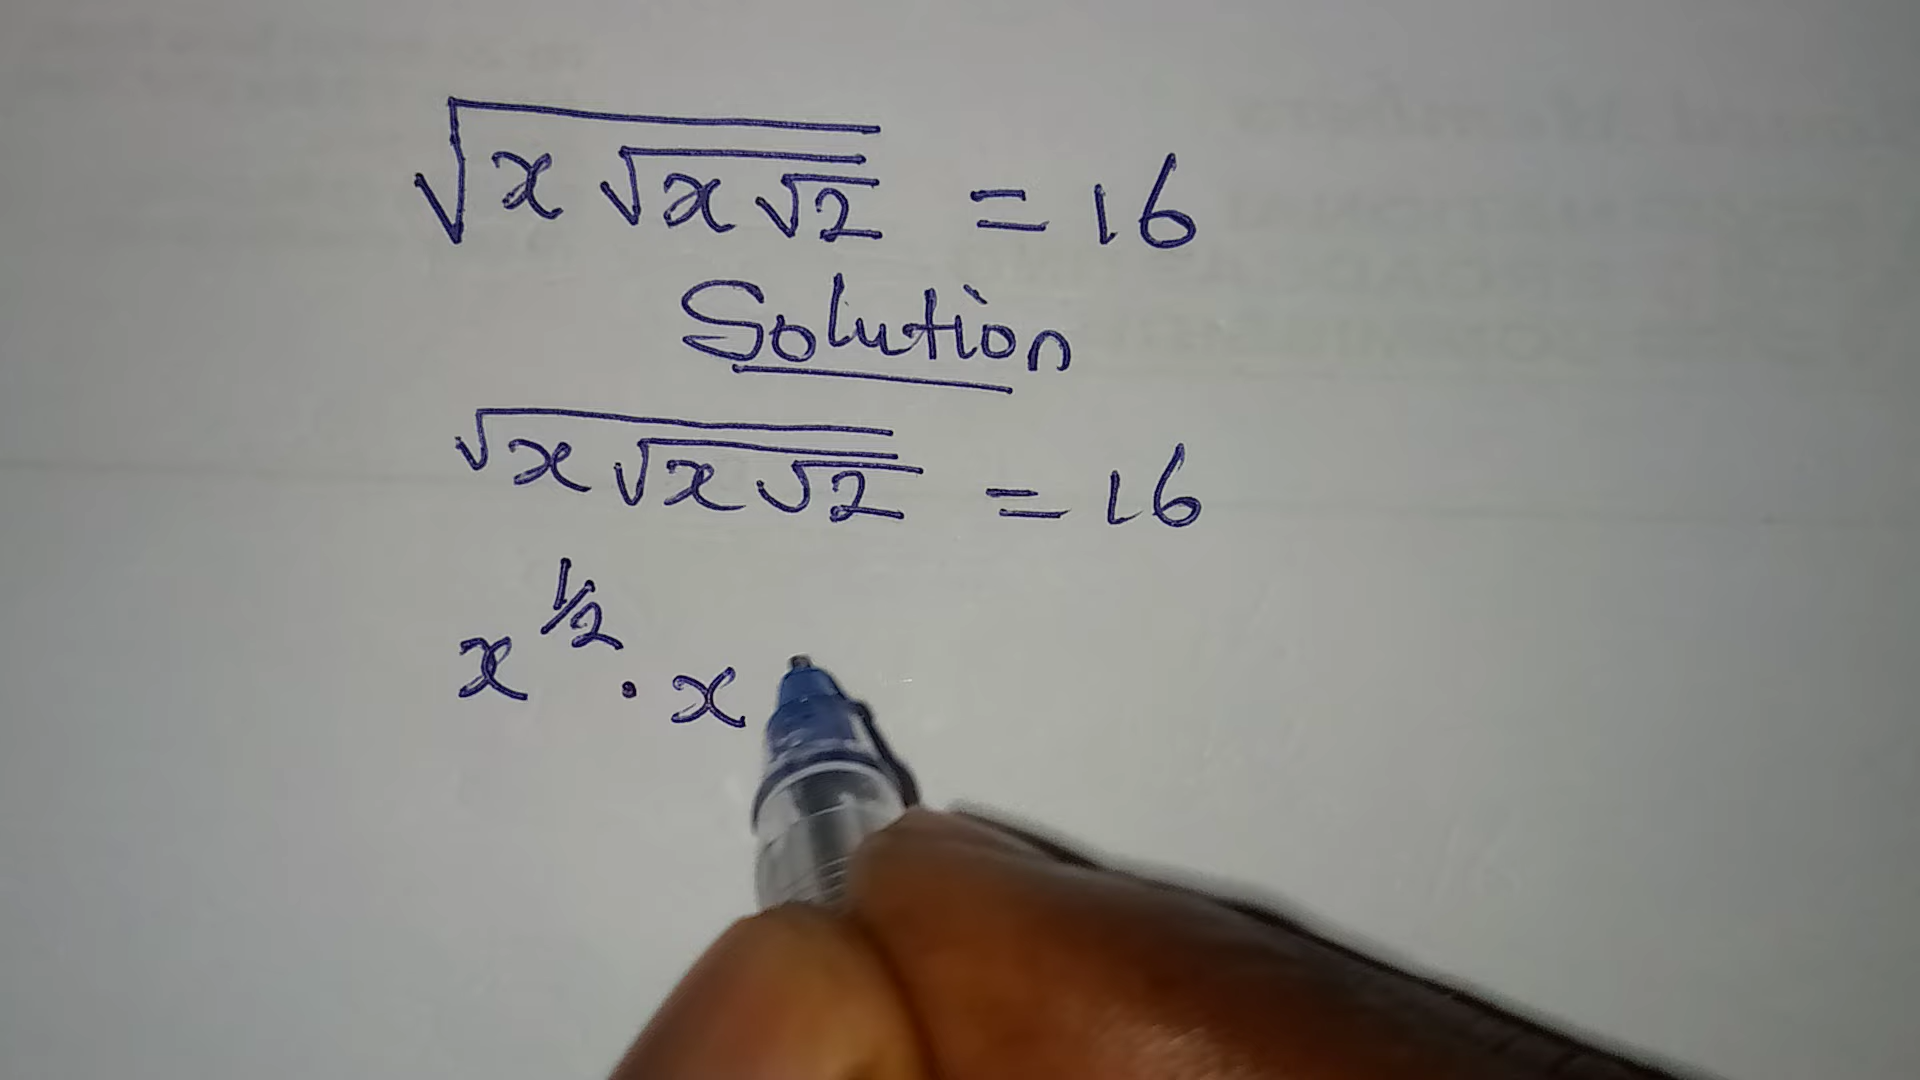 √(x√(x√2)) = 16
Solution
√(x√(x√2)) = 16
x^1/2 · x